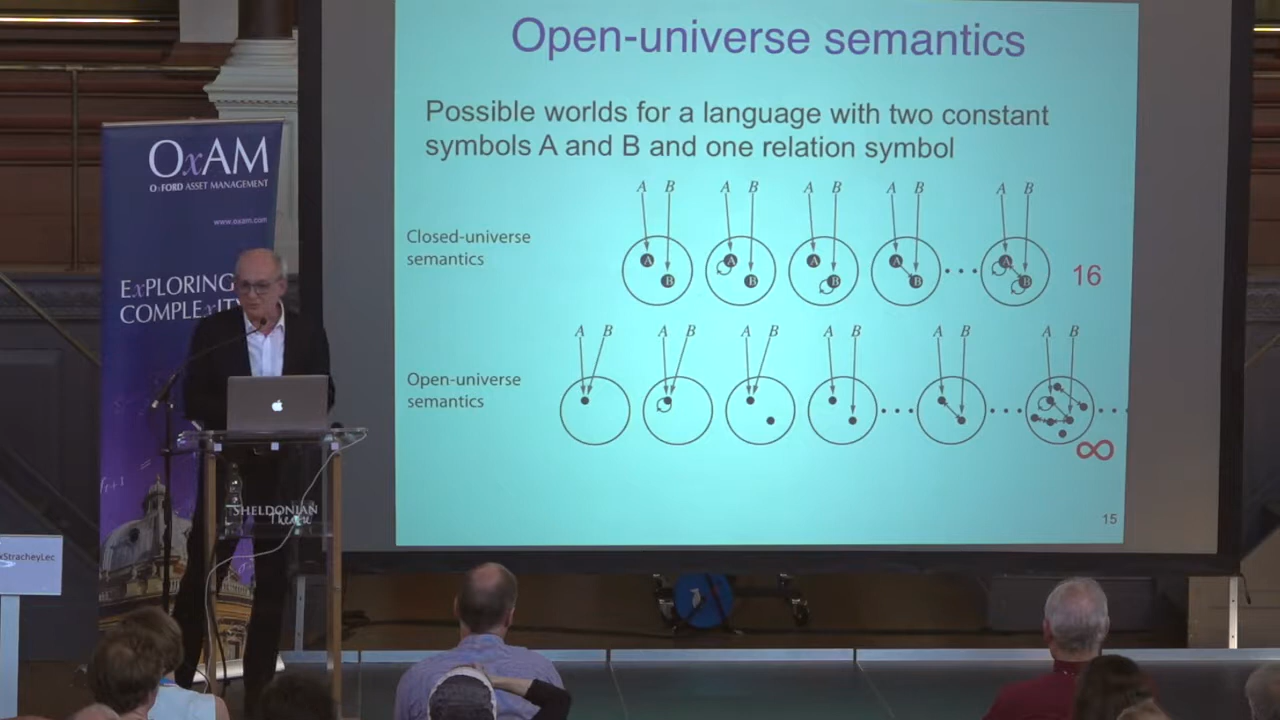 Open-universe semantics
Possible worlds for a language with two constant
symbols A and B and one relation symbol
A B A B A B A B A B
Closed-universe
semantics
A A A A A
B B B B B
16
A B A B A B A B A B A B
Open-universe
semantics
∞
15
OxAM
OxFORD ASSET MANAGEMENT
www.oxam.com
ExPLORING
COMPLExITY
SHELDONIAN
Theatre
xStracheyLec